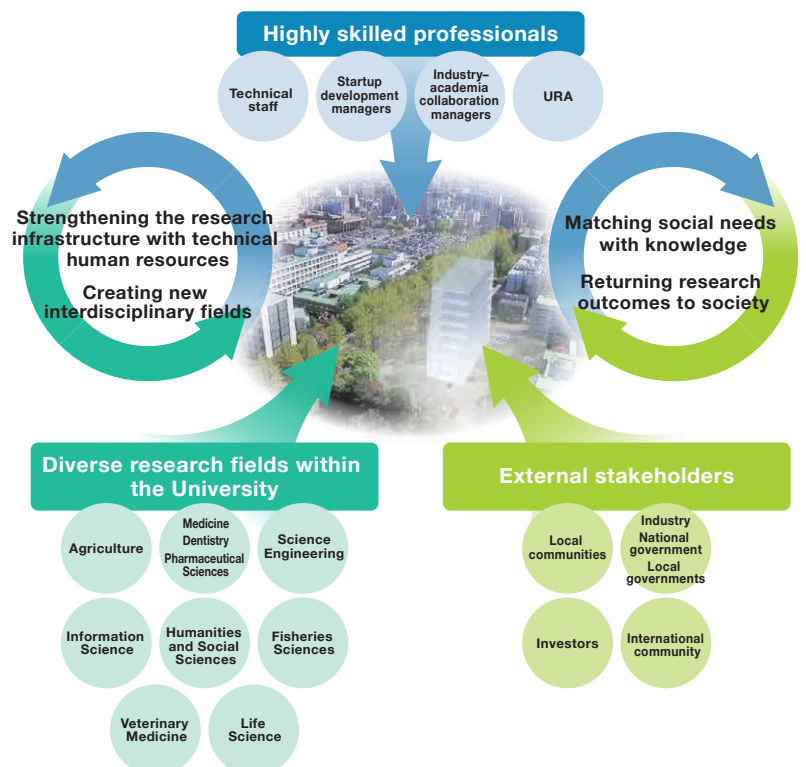 Highly skilled professionals
Technical
staff
Startup
development
managers
Industry–
academia
collaboration
managers
URA
Strengthening the research
infrastructure with technical
human resources
Creating new
interdisciplinary fields
Matching social needs
with knowledge
Returning research
outcomes to society
Diverse research fields within
the University
Agriculture
Medicine
Dentistry
Pharmaceutical
Sciences
Science
Engineering
Information
Science
Humanities
and Social
Sciences
Fisheries
Sciences
Veterinary
Medicine
Life
Science
External stakeholders
Local
communities
Industry
National
government
Local
governments
Investors
International
community